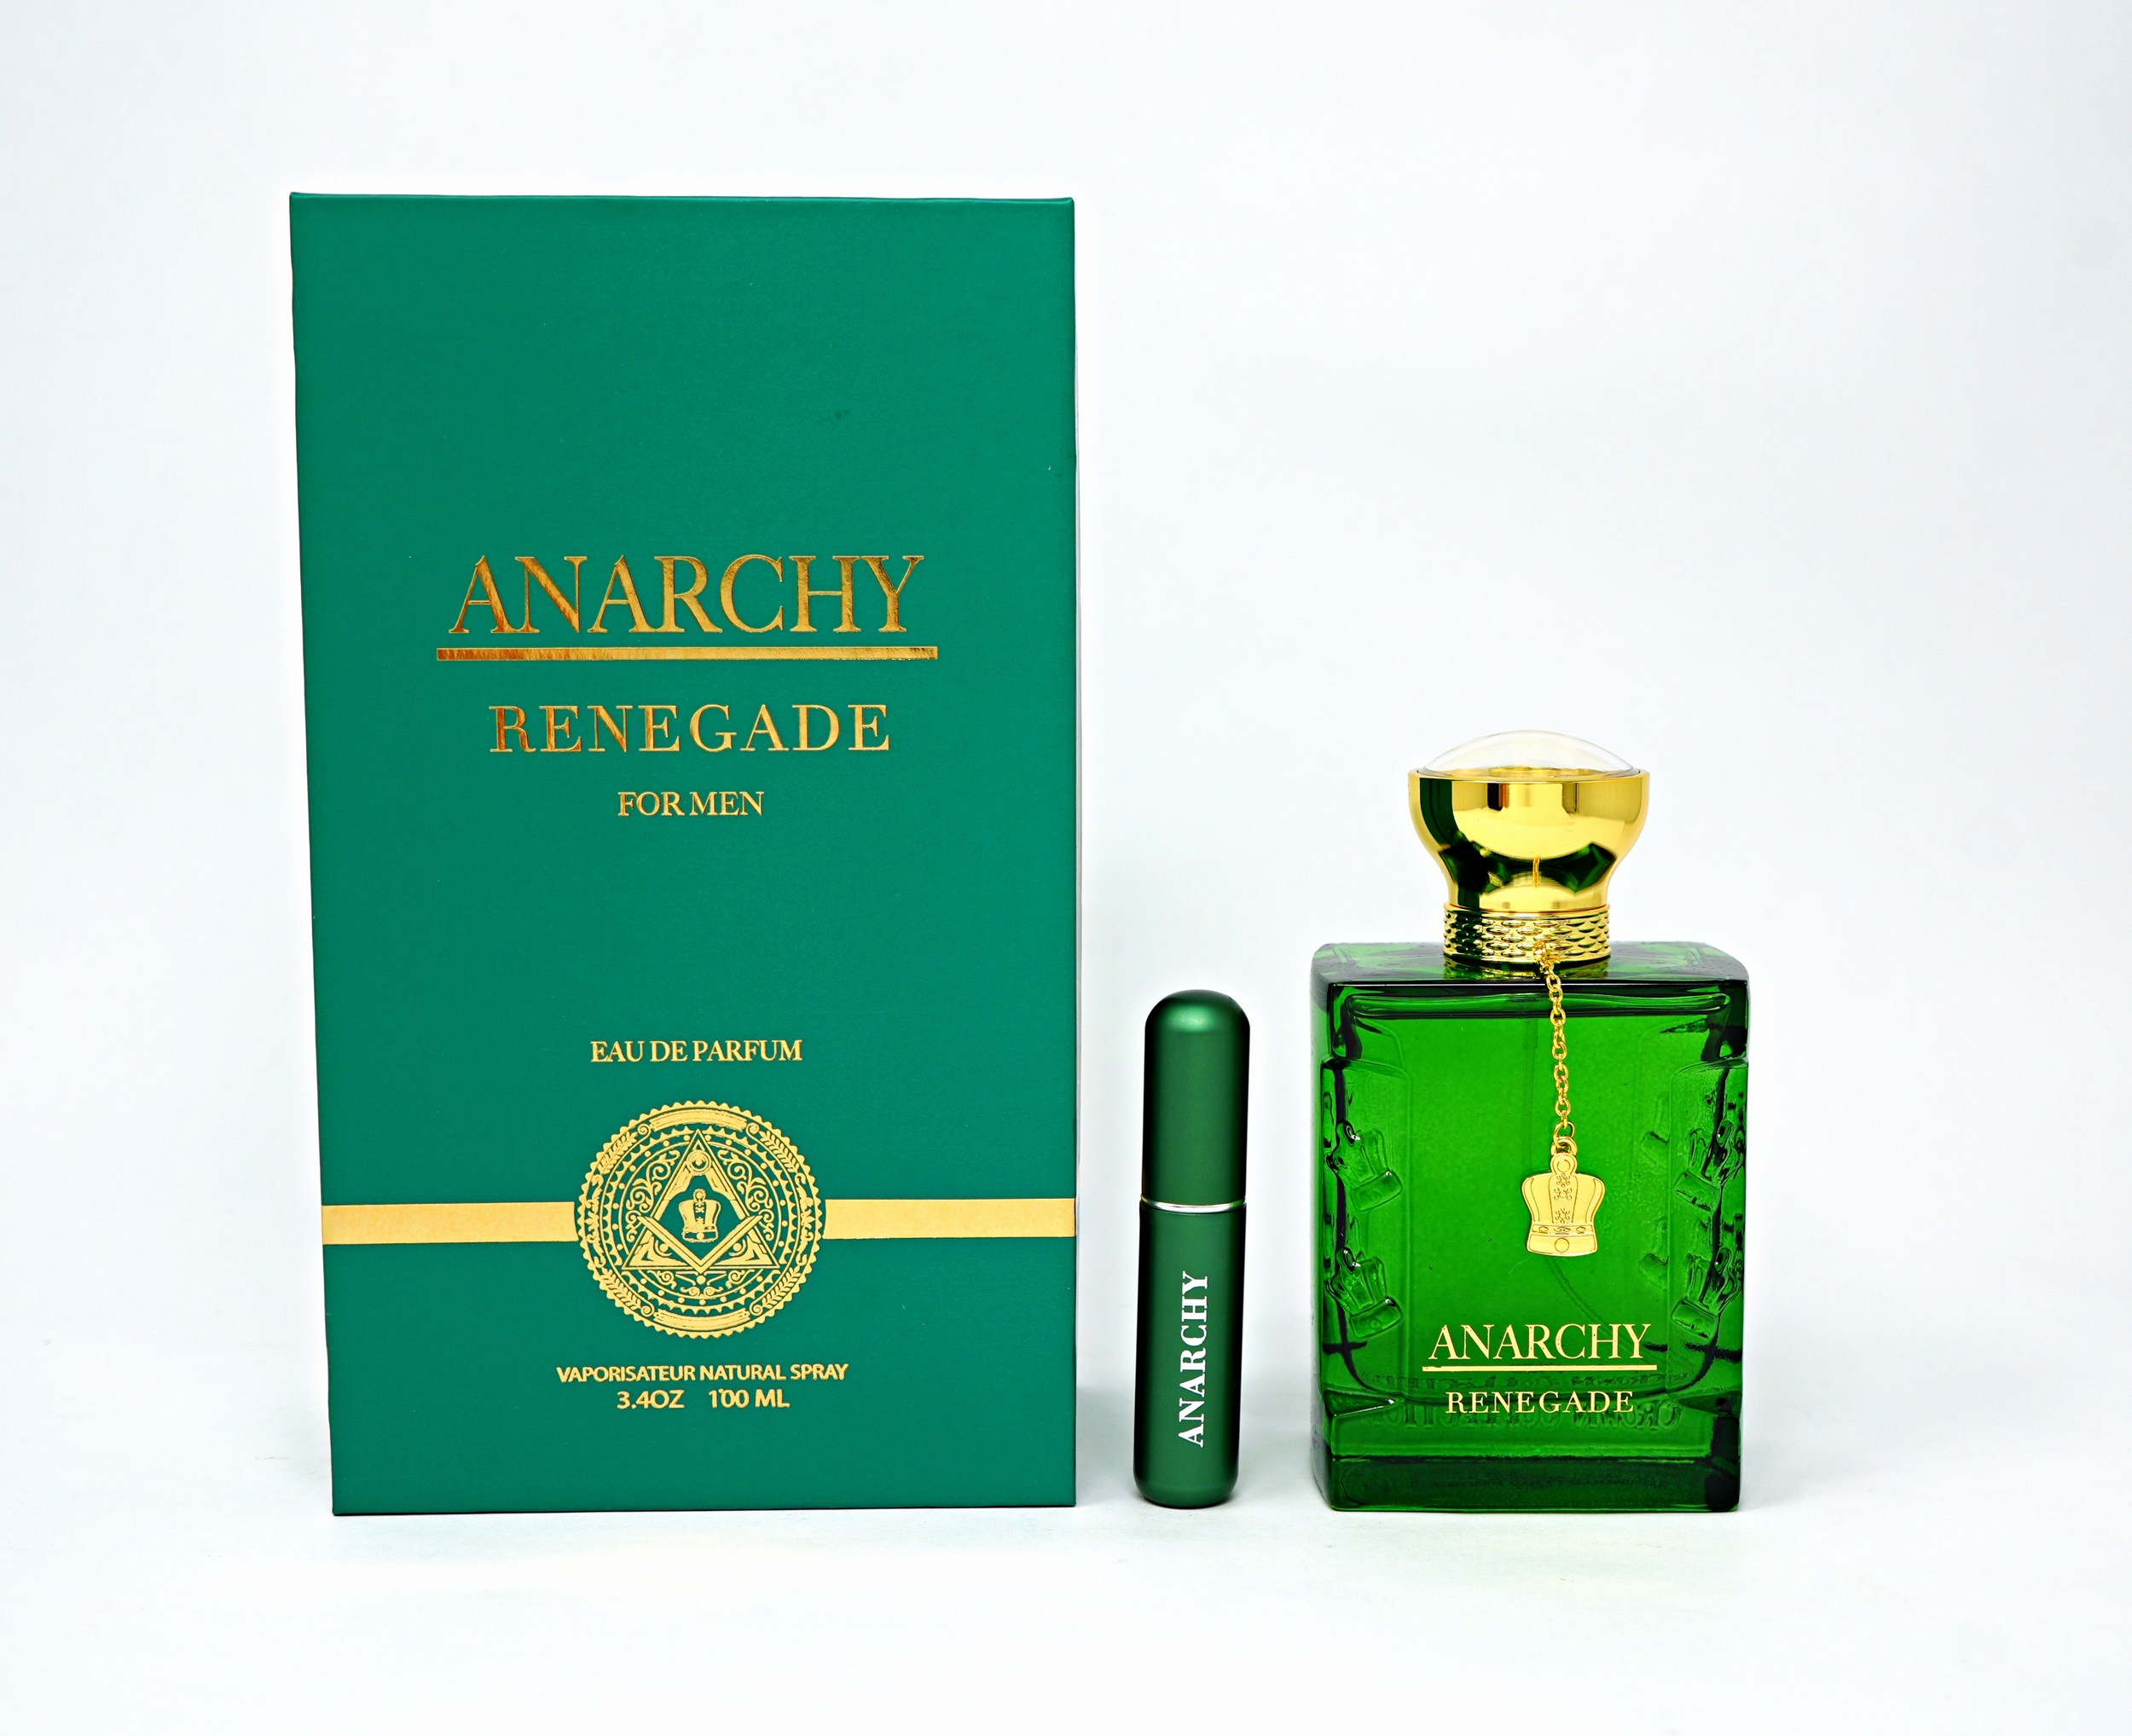 ANARCHY
RENEGADE
FOR MEN
EAU DE PARFUM
VAPORISATEUR NATURAL SPRAY
3.4OZ 100 ML
ANARCHY
ANARCHY
RENEGADE